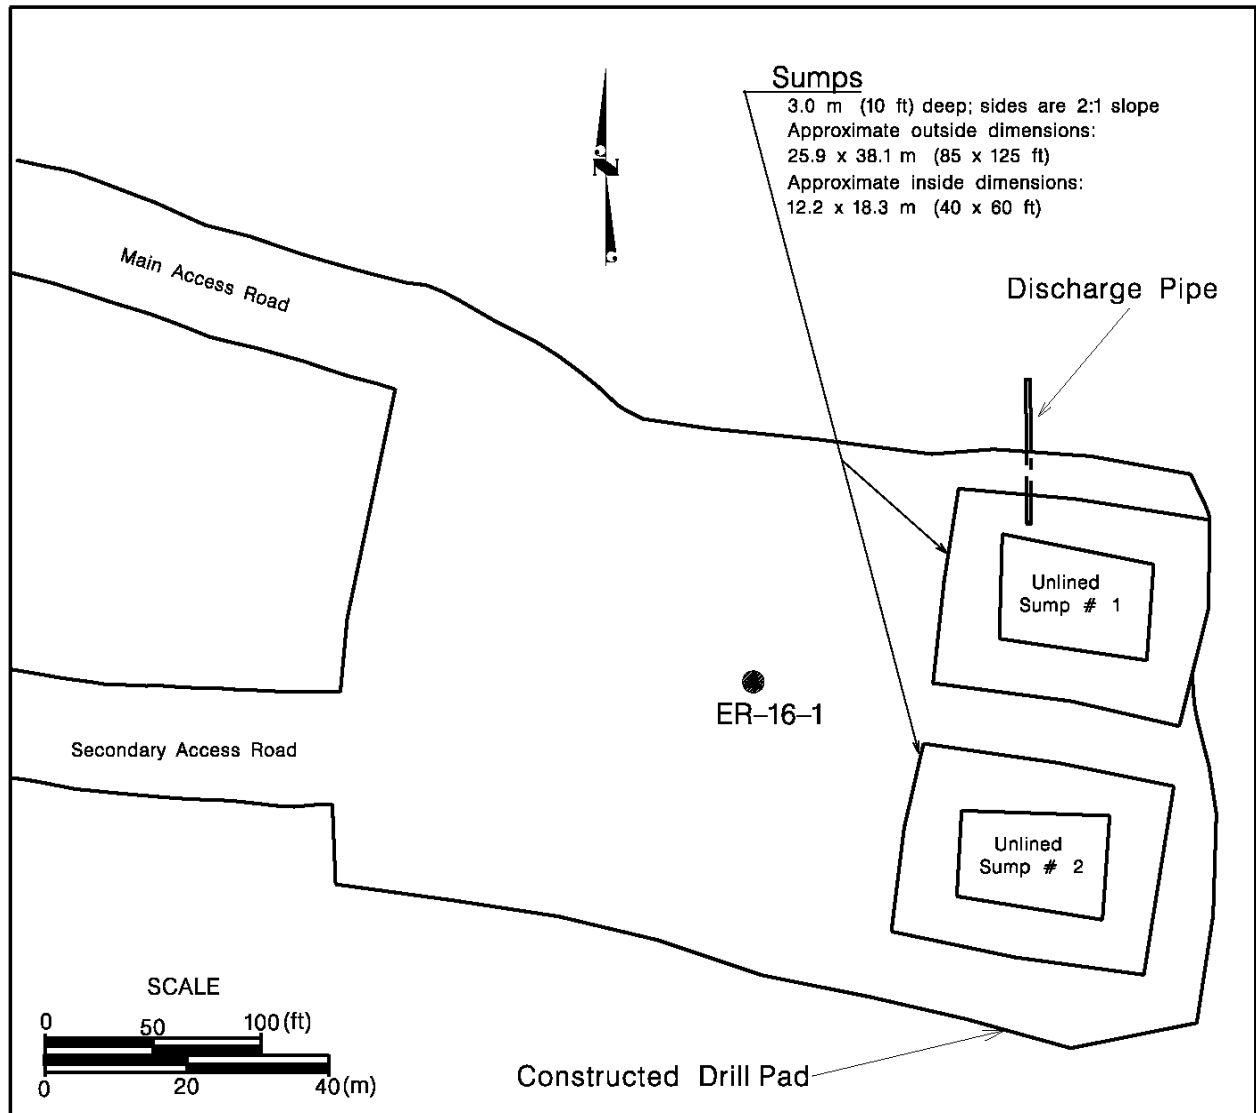 Sumps
3.0 m (10 ft) deep; sides are 2:1 slope
Approximate outside dimensions:
25.9 x 38.1 m (85 x 125 ft)
Approximate inside dimensions:
12.2 x 18.3 m (40 x 60 ft)
N
Main Access Road
Discharge Pipe
Unlined
Sump # 1
ER–16–1
Secondary Access Road
Unlined
Sump # 2
SCALE
0 50 100 (ft)
0 20 40 (m)
Constructed Drill Pad